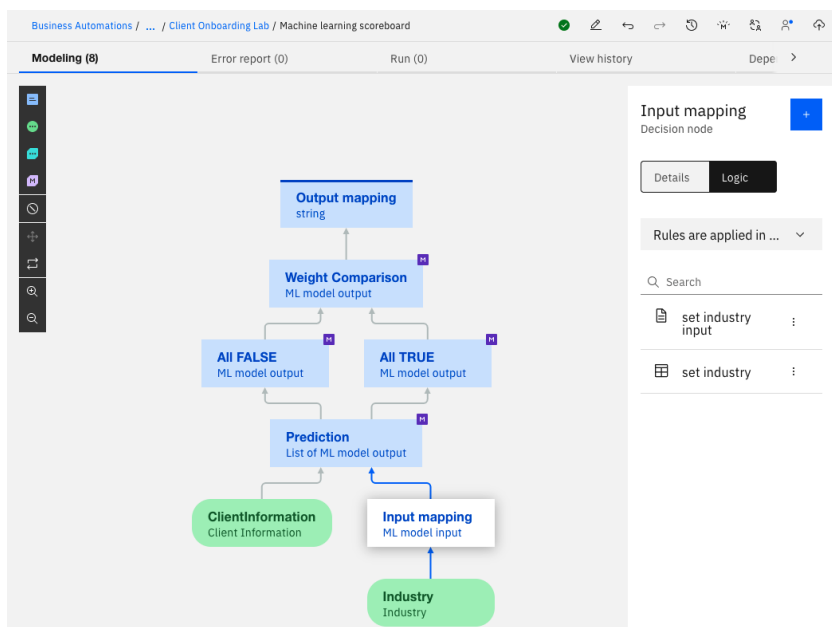 Business Automations / ... / Client Onboarding Lab / Machine learning scoreboard
Modeling (8)
Error report (0)
Run (0)
View history
Depe
Input mapping
Decision node
+
Details
Logic
Rules are applied in ...
Search
set industry
input
set industry
Output mapping
string
M
Weight Comparison
ML model output
M
All FALSE
ML model output
M
All TRUE
ML model output
M
Prediction
List of ML model output
ClientInformation
Client Information
Input mapping
ML model input
Industry
Industry